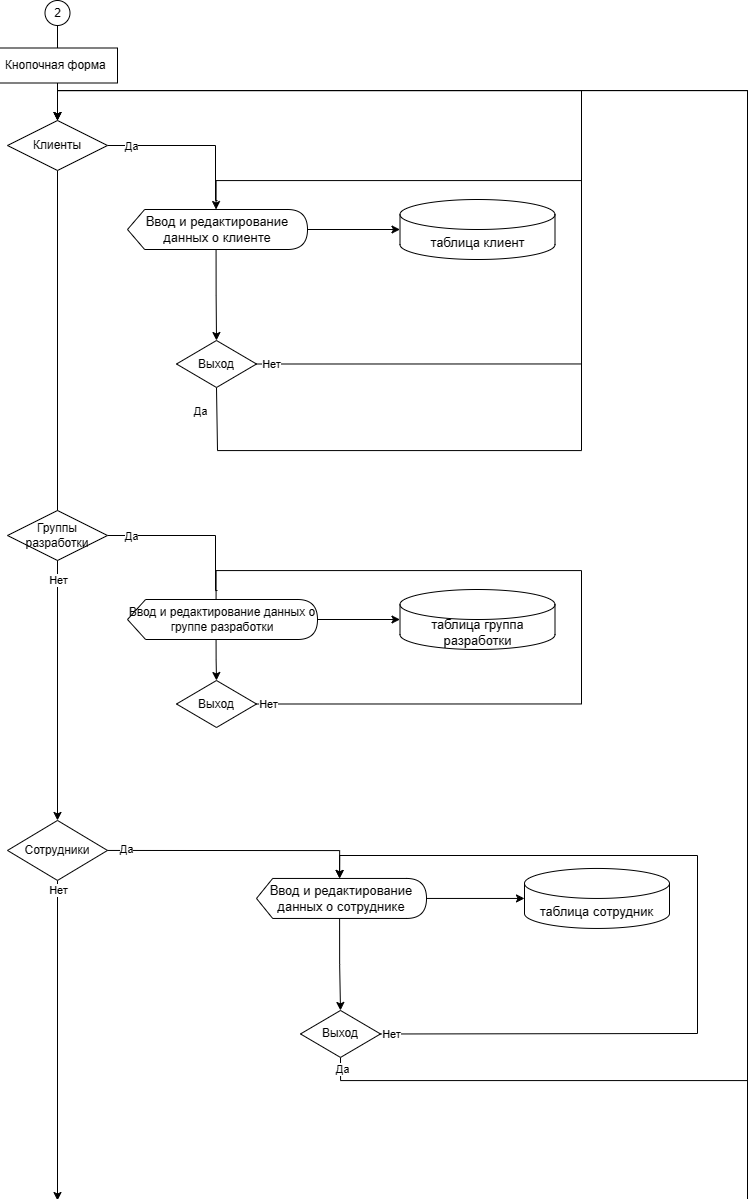 2
Кнопочная форма
Клиенты
Да
Ввод и редактирование
данных о клиенте
таблица клиент
Выход
Нет
Да
Группы
разработки
Да
Нет
Ввод и редактирование данных о
группе разработки
таблица группа
разработки
Выход
Нет
Сотрудники
Да
Нет
Ввод и редактирование
данных о сотруднике
таблица сотрудник
Выход
Нет
Да